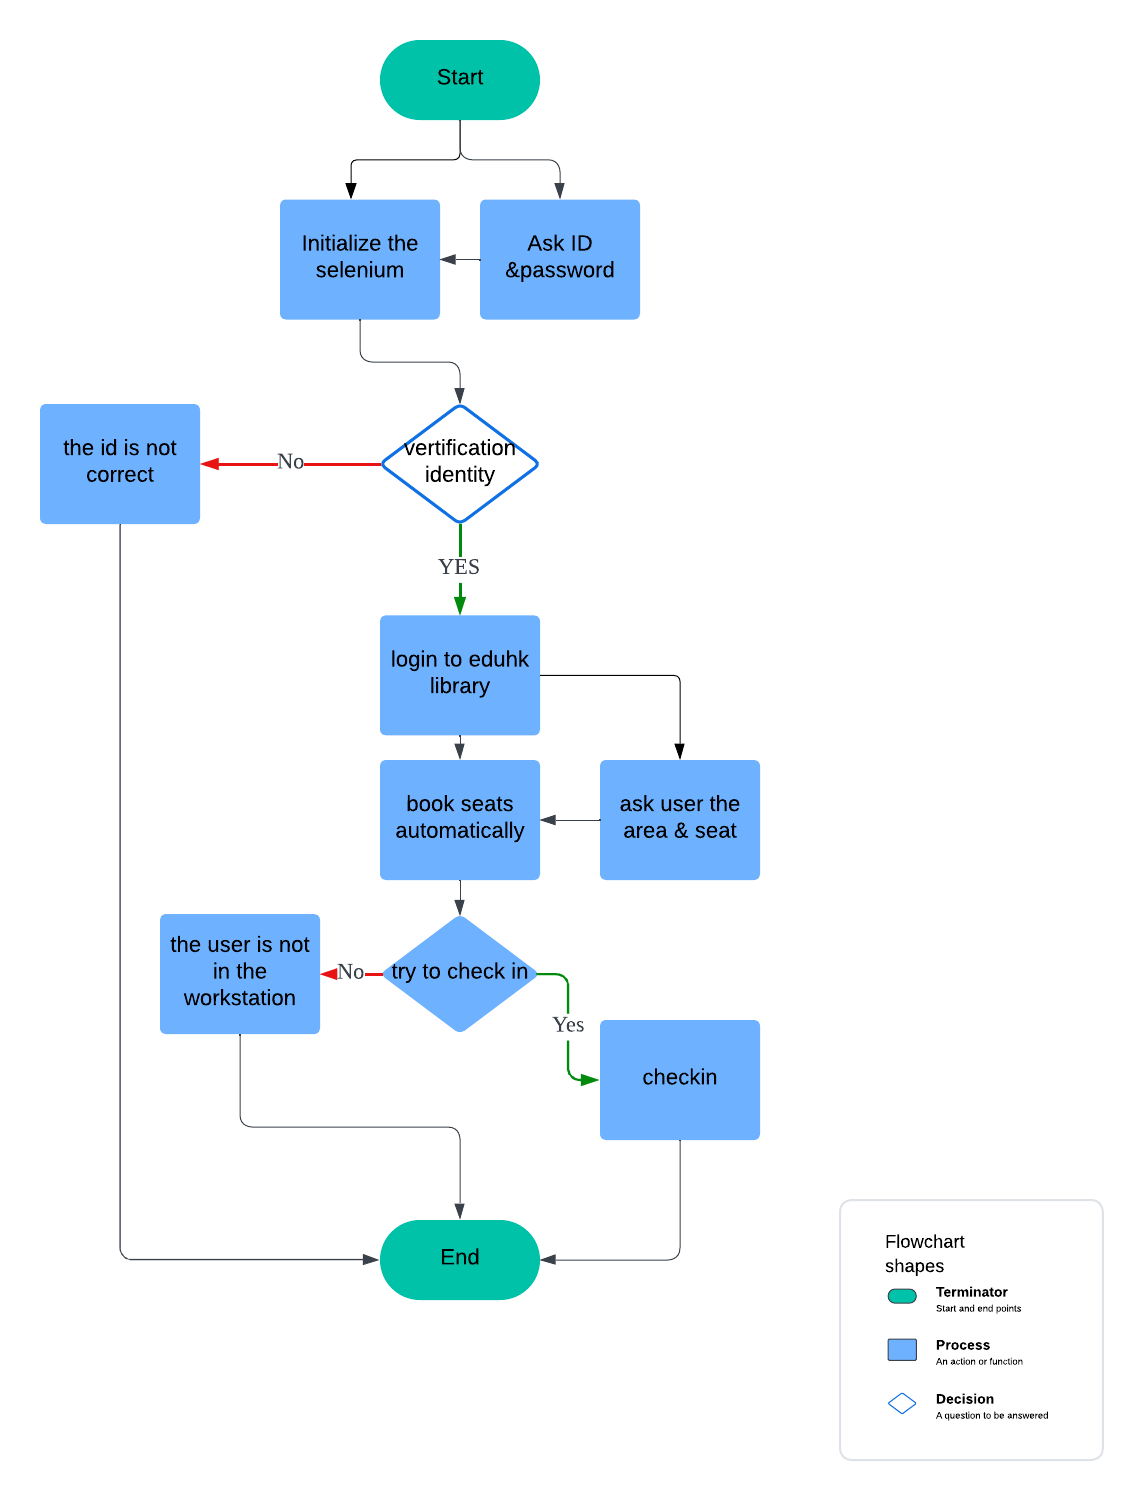 Start
Initialize the
selenium
Ask ID
&password
the id is not
correct
No
vertification
identity
YES
login to eduhk
library
book seats
automatically
ask user the
area & seat
the user is not
in the
workstation
No
try to check in
Yes
checkin
End
Flowchart
shapes
Terminator
Start and end points
Process
An action or function
Decision
A question to be answered